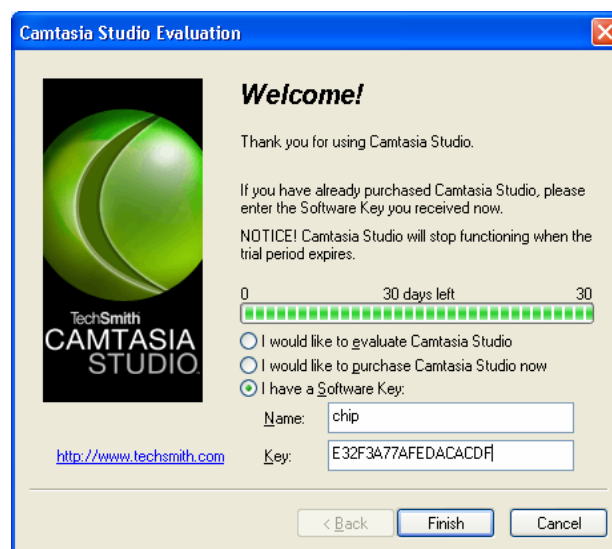 Camtasia Studio Evaluation
Welcome!
Thank you for using Camtasia Studio.
If you have already purchased Camtasia Studio, please
enter the Software Key you received now.
NOTICE! Camtasia Studio will stop functioning when the
trial period expires.
0 30 days left 30
TechSmith
CAMTASIA
STUDIO
I would like to evaluate Camtasia Studio
I would like to purchase Camtasia Studio now
I have a Software Key:
Name: chip
http://www.techsmith.com
Key: E32F3A77AFEDACACDF
< Back Finish Cancel